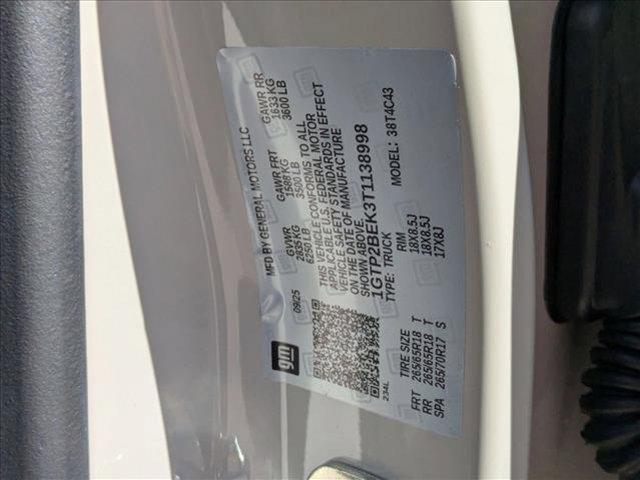 gm
MFD BY GENERAL MOTORS LLC
09/25
GVWR GAWR FRT GAWR RR
2835 KG 1588 KG 1633 KG
6250 LB 3500 LB 3600 LB
THIS VEHICLE CONFORMS TO ALL
APPLICABLE U.S. FEDERAL MOTOR
VEHICLE SAFETY STANDARDS IN EFFECT
ON THE DATE OF MANUFACTURE
SHOWN ABOVE.
1GTP2BEK3T1138998
TYPE: TRUCK MODEL: 38T4C43
234L
TIRE SIZE RIM
FRT 265/65R18 T 18X8.5J
RR 265/65R18 T 18X8.5J
SPA 265/70R17 S 17X8J